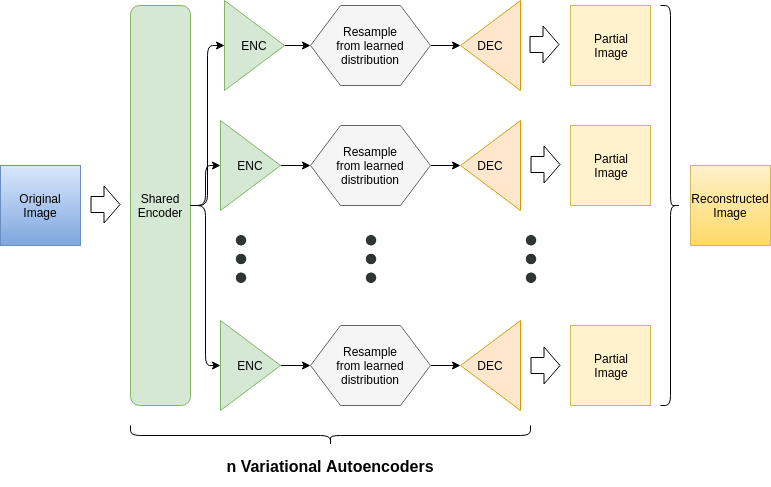 Original
Image
Shared
Encoder
ENC
Resample
from learned
distribution
DEC
Partial
Image
ENC
Resample
from learned
distribution
DEC
Partial
Image
ENC
Resample
from learned
distribution
DEC
Partial
Image
Reconstructed
Image
n Variational Autoencoders